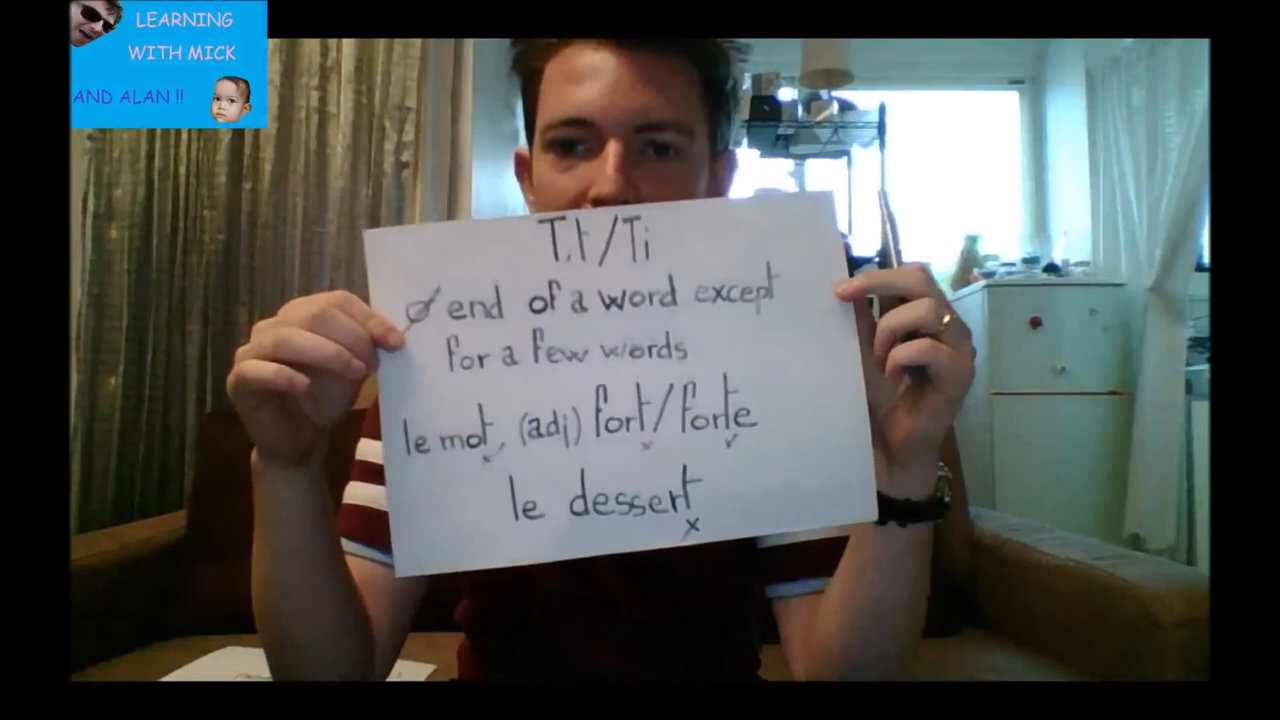 LEARNING
WITH MICK
AND ALAN !!
T.t/Ti
Ø end of a word except
for a few words
le mot, (adj) fort/forte
le dessert